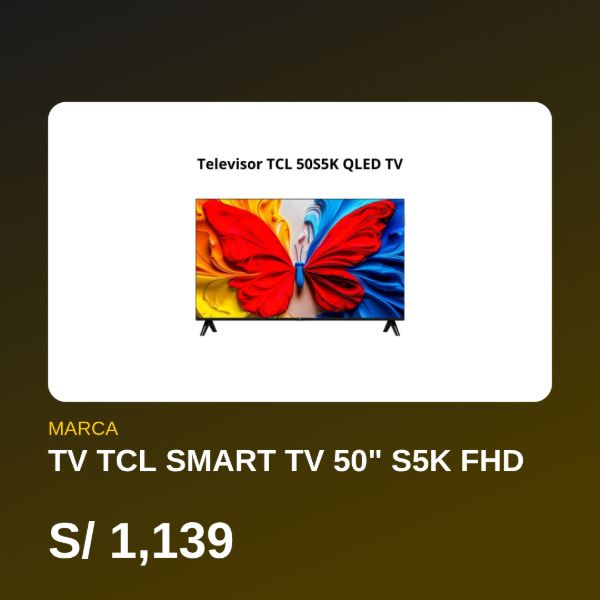 Televisor TCL 50S5K QLED TV
MARCA
TV TCL SMART TV 50" S5K FHD
S/ 1,139